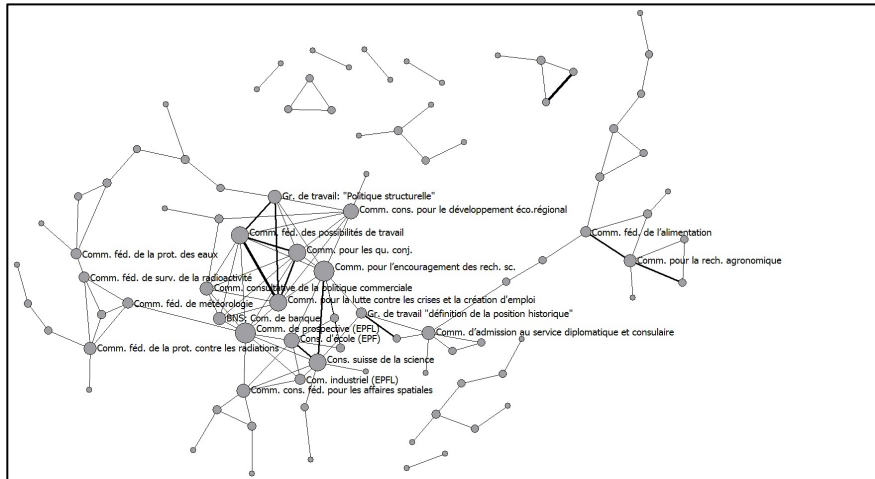 Gr. de travail: "Politique structurelle"
Comm. cons. pour le développement éco.régional
Comm. féd. des possibilités de travail
Comm. féd. de l'alimentation
Comm. pour les qu. conj.
Comm. féd. de la prot. des eaux
Comm. pour la rech. agronomique
Comm. pour l'encouragement des rech. sc.
Comm. féd. de surv. de la radioactivité
Comm. consultative de la politique commerciale
Comm. féd. de météorologie
Comm. pour la lutte contre les crises et la création d'emploi
Gr. de travail "définition de la position historique"
BNS: Com. de banque
Comm. de prospective (EPFL)
Comm. d'admission au service diplomatique et consulaire
Cons. d'école (EPF)
Comm. féd. de la prot. contre les radiations
Cons. suisse de la science
Com. industriel (EPFL)
Comm. cons. féd. pour les affaires spatiales